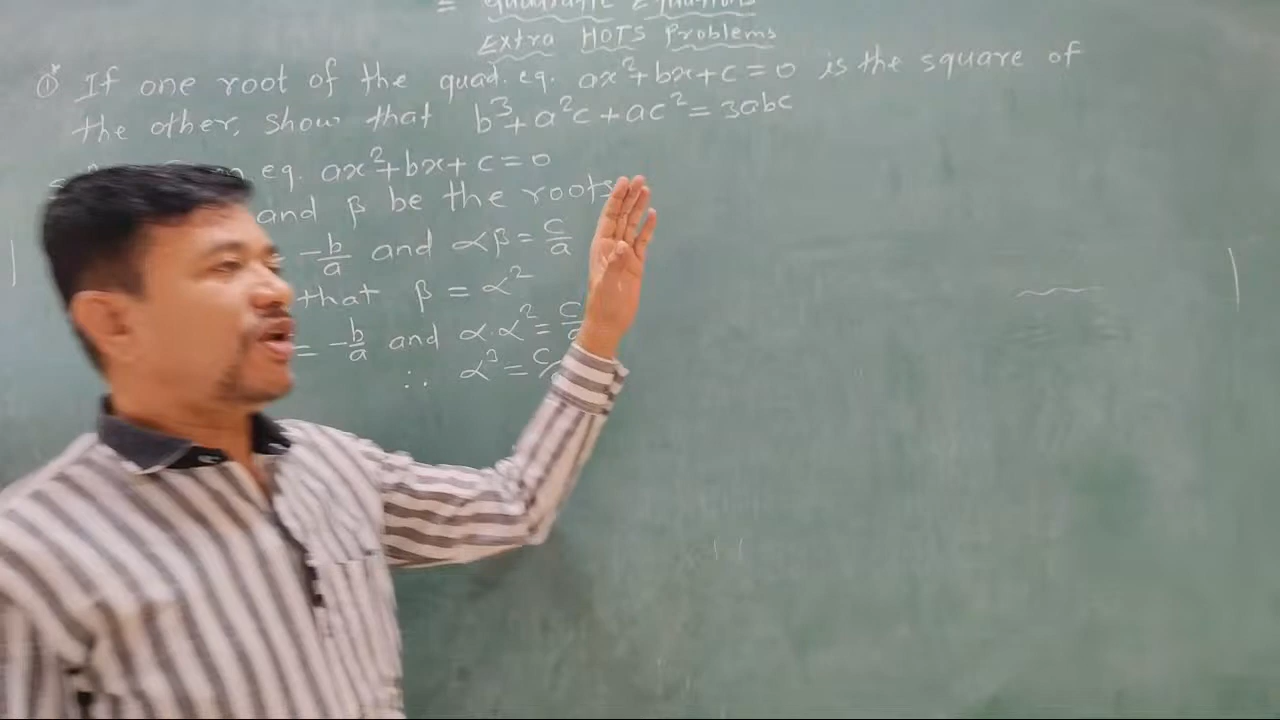 = Quadratic Equations
Extra HOTS Problems
① If one root of the quad. eq. ax²+bx+c=0 is the square of
the other, show that b³+a²c+ac²=3abc
eq. ax²+bx+c=0
and β be the roots
-b/a and αβ=c/a
that β=α²
= -b/a and α.α²=c/a
∴ α³=c/